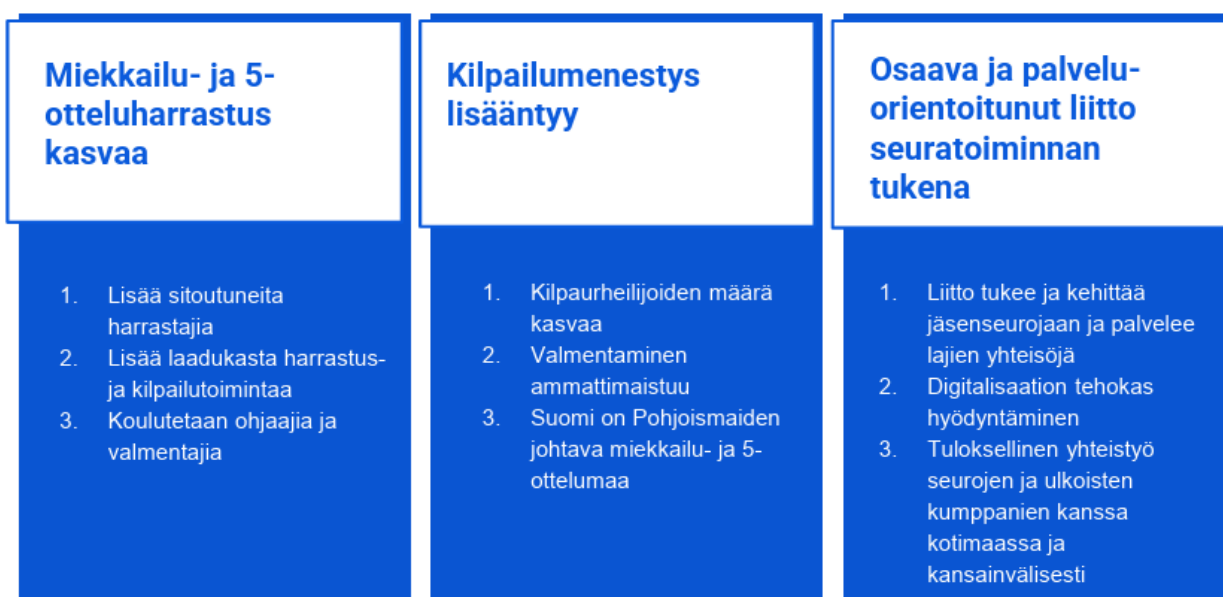 Miekkailu- ja 5-
otteluharrastus
kasvaa
1. Lisää sitoutuneita
harrastajia
2. Lisää laadukasta harrastus-
ja kilpailutoimintaa
3. Koulutetaan ohjaajia ja
valmentajia
Kilpailumenestys
lisääntyy
1. Kilpaurheilijoiden määrä
kasvaa
2. Valmentaminen
ammattimaistuu
3. Suomi on Pohjoismaiden
johtava miekkailu- ja 5-
ottelumaa
Osaava ja palvelu-
orientoitunut liitto
seuratoiminnan
tukena
1. Liitto tukee ja kehittää
jäsenseurojaan ja palvelee
lajien yhteisöjä
2. Digitalisaation tehokas
hyödyntäminen
3. Tuloksellinen yhteistyö
seurojen ja ulkoisten
kumppanien kanssa
kotimaassa ja
kansainvälisesti